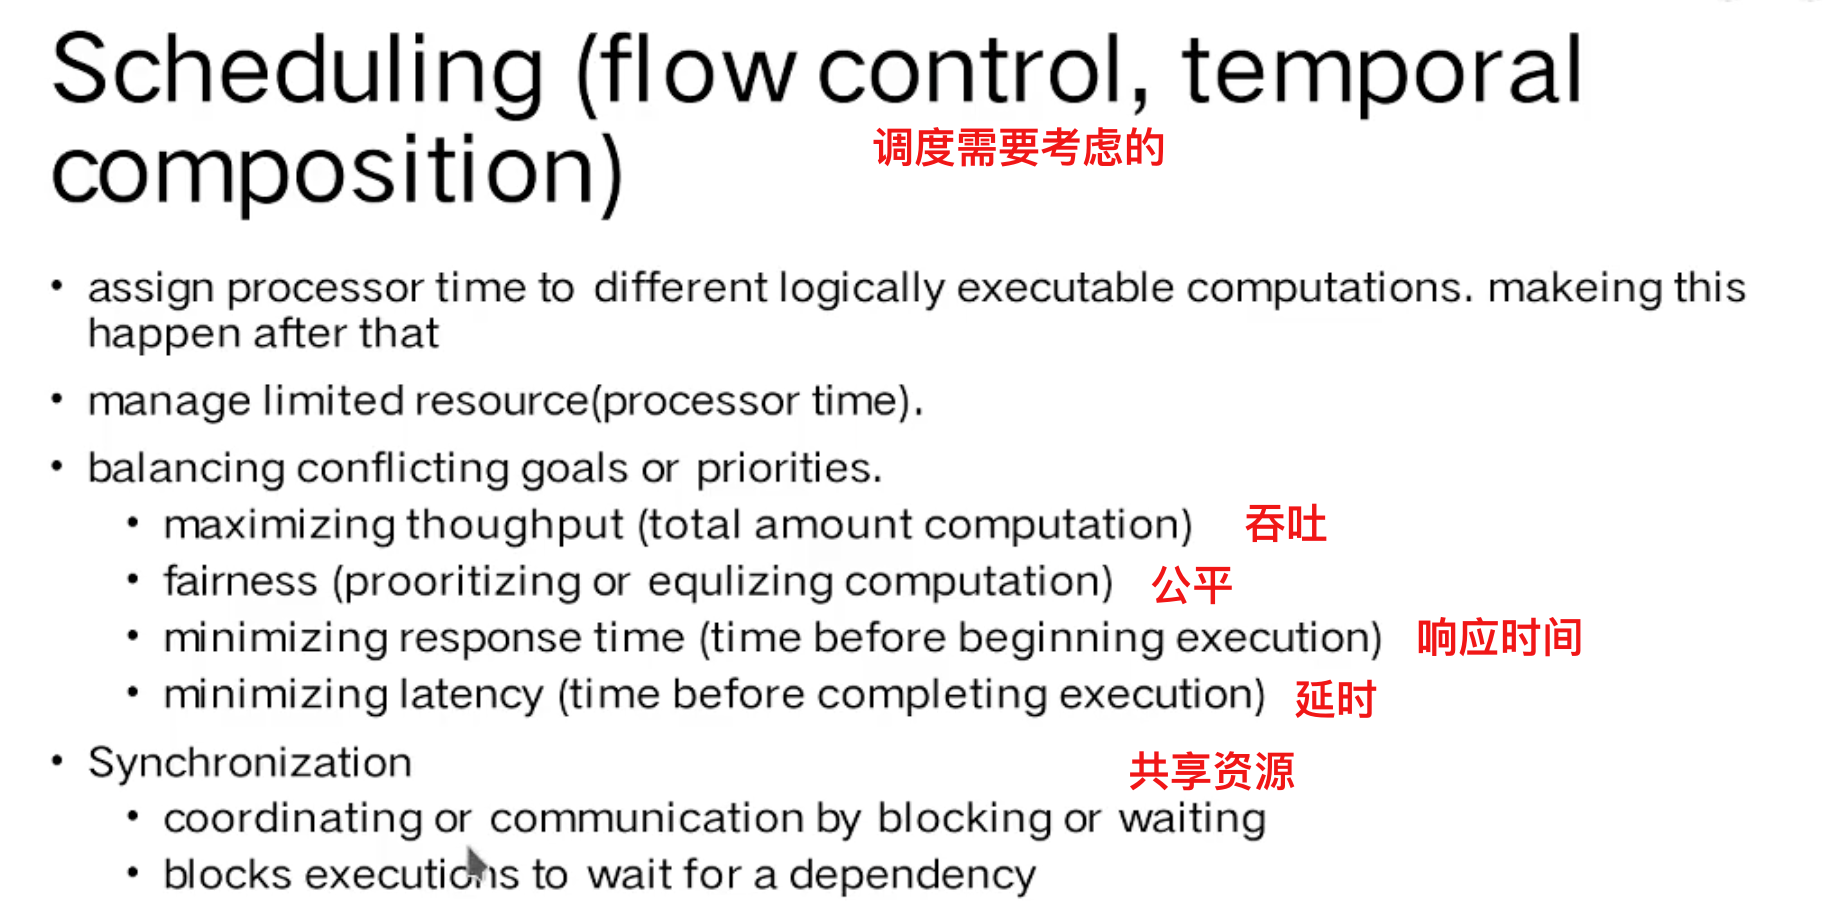 Scheduling (flow control, temporal
composition)
调度需要考虑的
• assign processor time to different logically executable computations. makeing this
happen after that
• manage limited resource(processor time).
• balancing conflicting goals or priorities.
• maximizing thoughput (total amount computation) 吞吐
• fairness (prooritizing or equlizing computation) 公平
• minimizing response time (time before beginning execution) 响应时间
• minimizing latency (time before completing execution) 延时
• Synchronization 共享资源
• coordinating or communication by blocking or waiting
• blocks executions to wait for a dependency